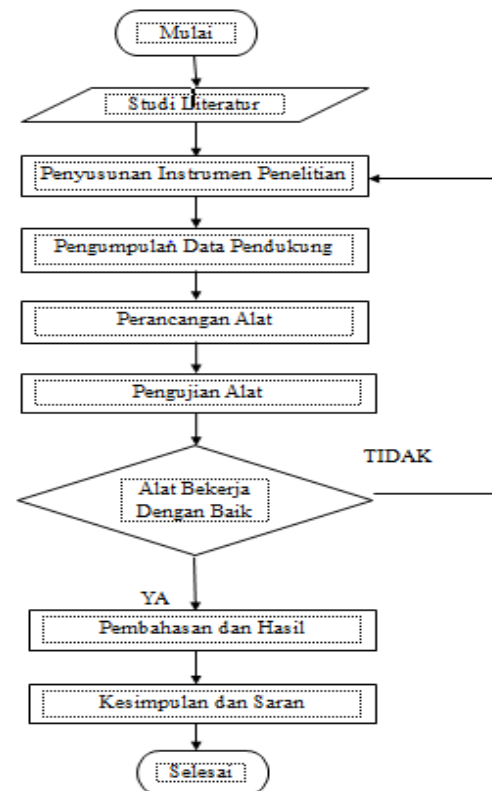 Mulai
Studi Literatur
Penyusunan Instrumen Penelitian
Pengumpulan Data Pendukung
Perancangan Alat
Pengujian Alat
TIDAK
Alat Bekerja
Dengan Baik
YA
Pembahasan dan Hasil
Kesimpulan dan Saran
Selesai